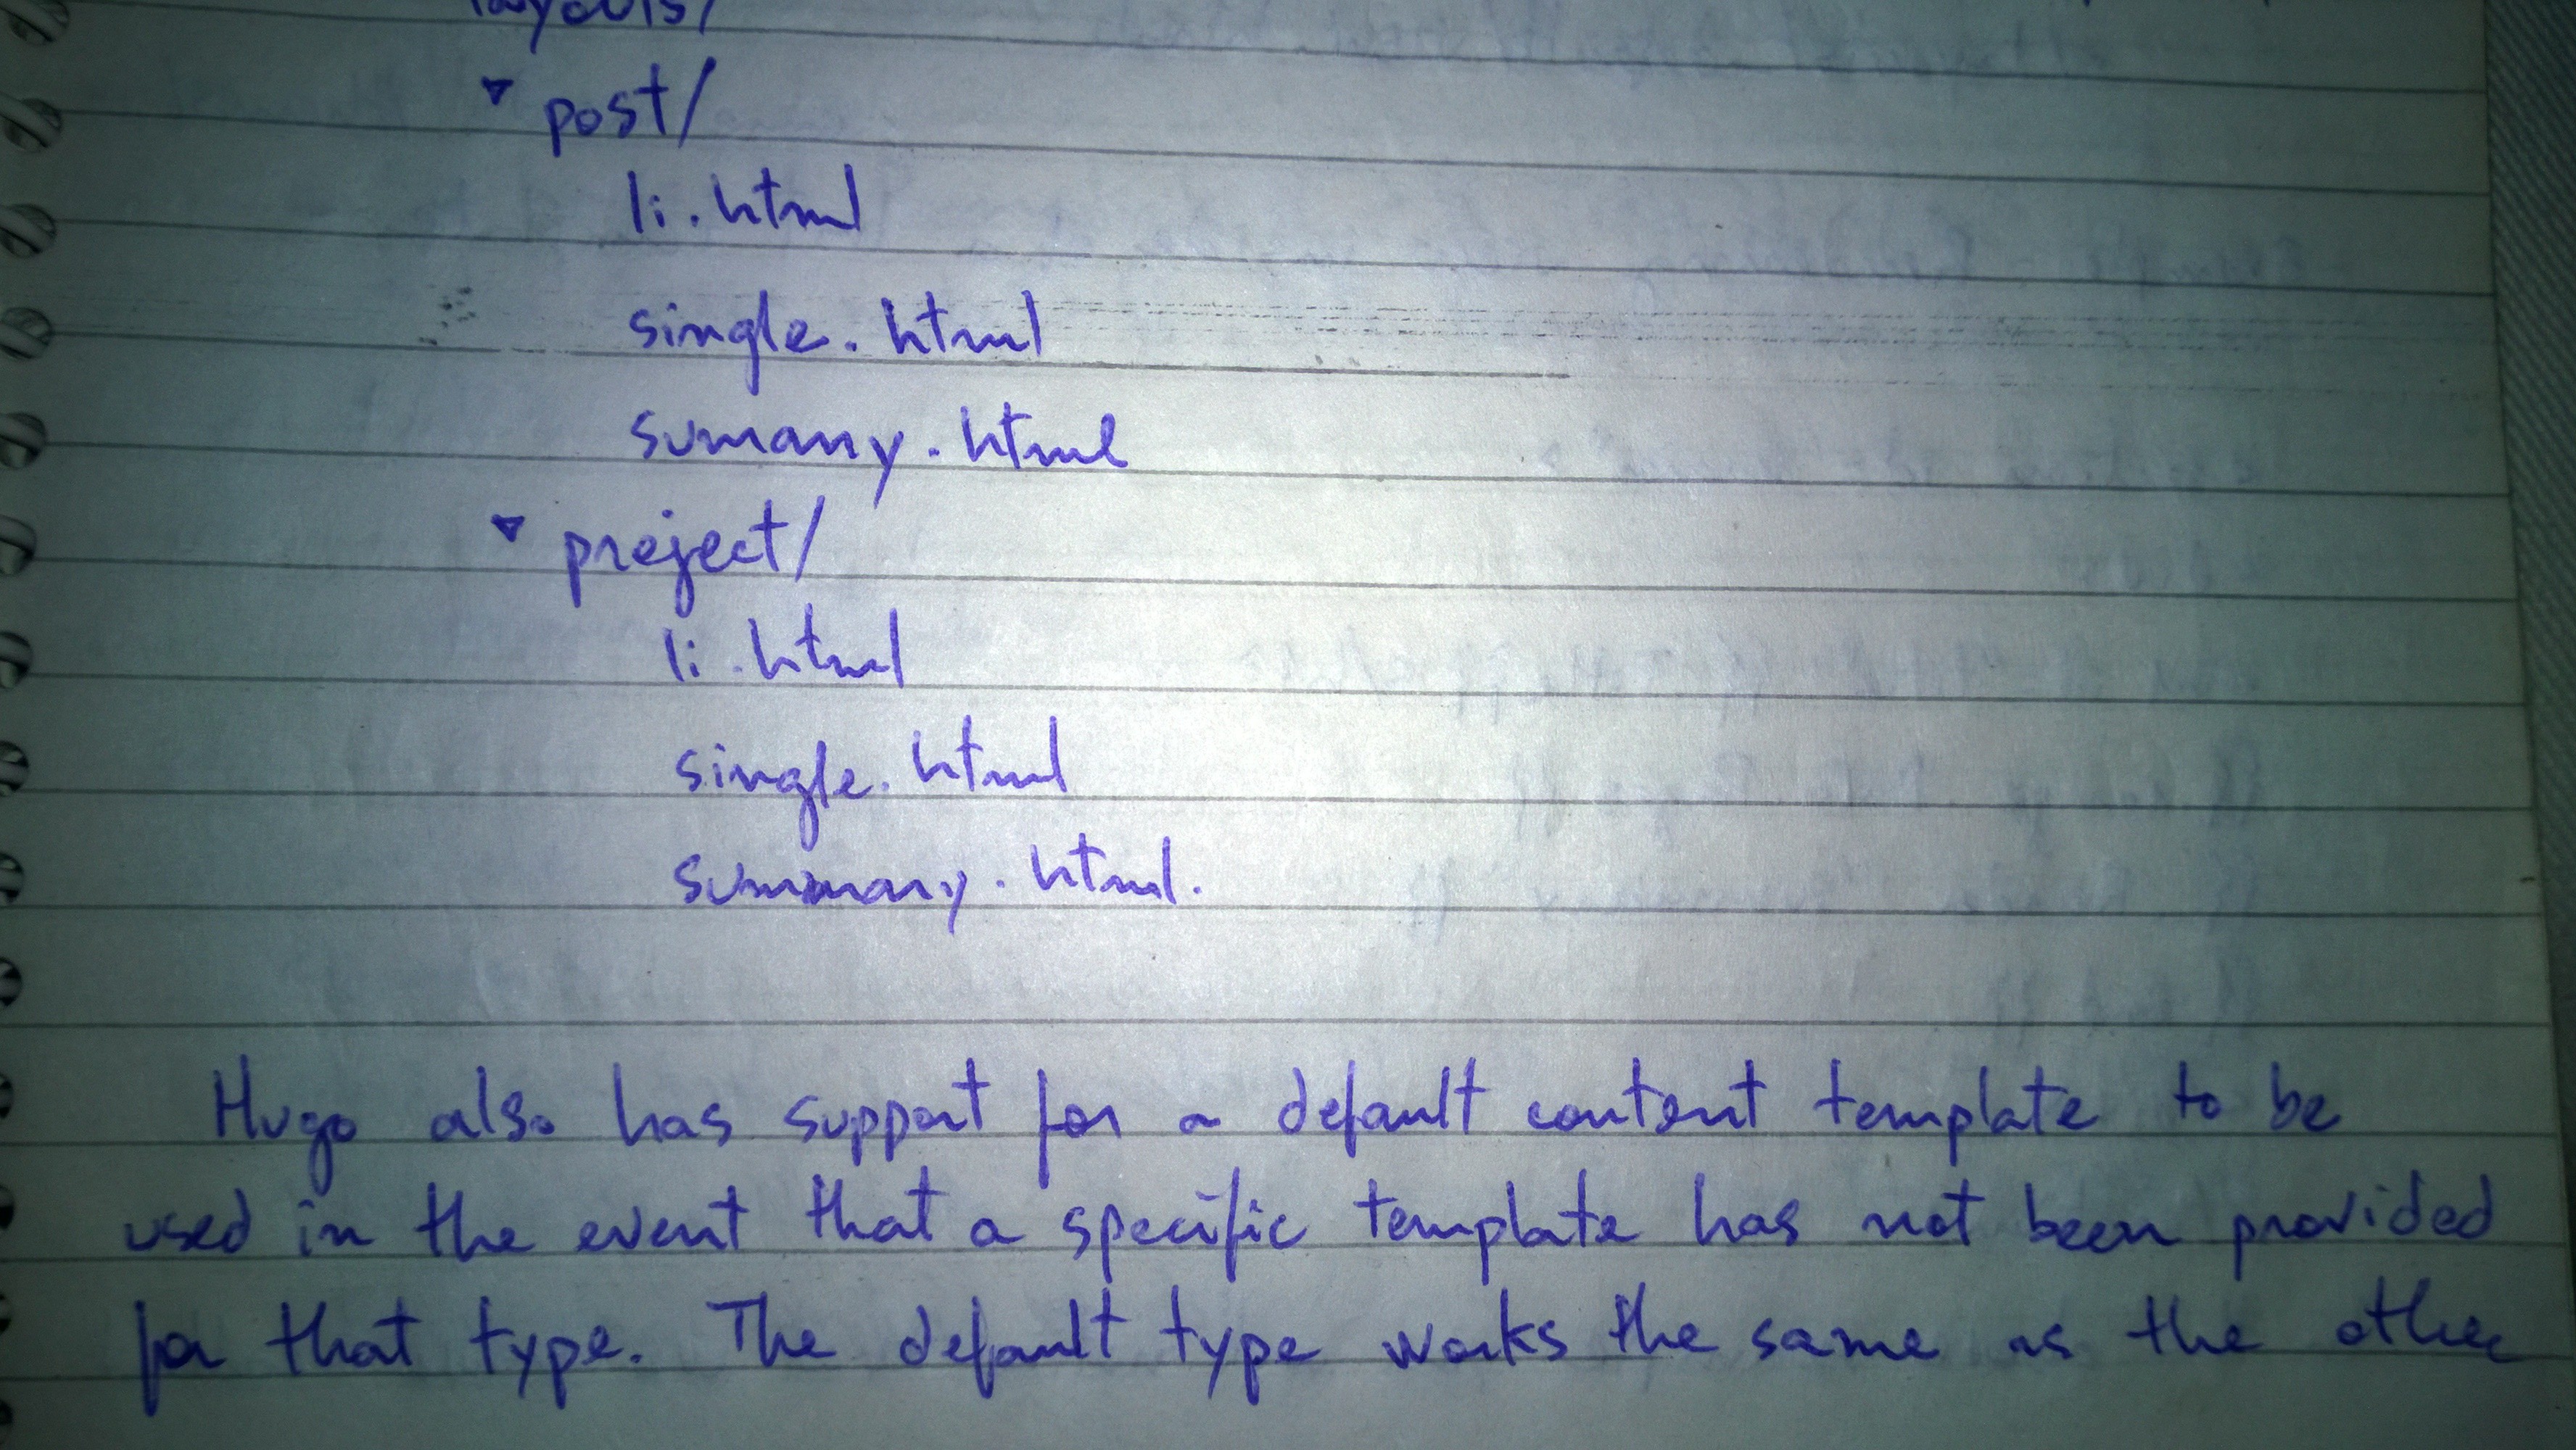 layouts/
▾ post/
li.html
single.html
summary.html
▾ project/
li.html
single.html
summary.html.
Hugo also has support for a default content template to be
used in the event that a specific template has not been provided
for that type. The default type works the same as the other